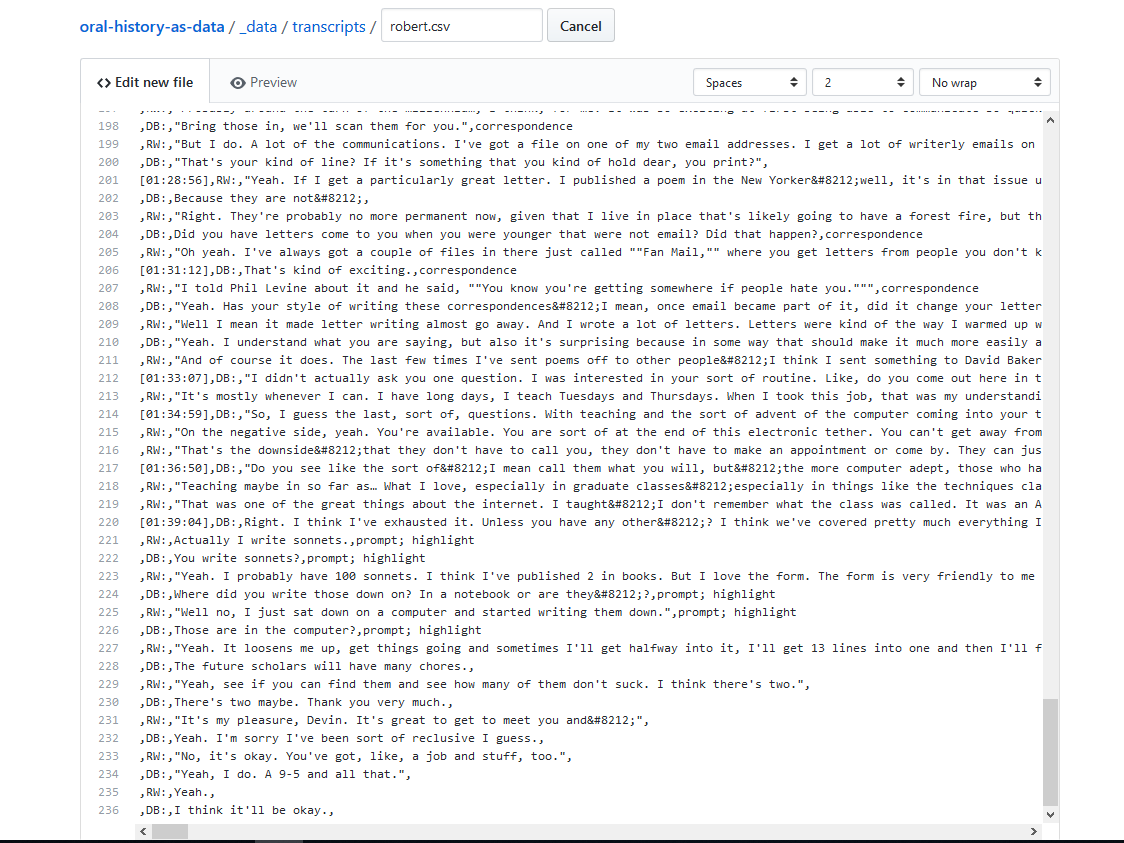 oral-history-as-data / _data / transcripts / robert.csv Cancel
<> Edit new file Preview Spaces 2 No wrap
198 ,DB:,"Bring those in, we'll scan them for you.",correspondence
199 ,RW:,"But I do. A lot of the communications. I've got a file on one of my two email addresses. I get a lot of writerly emails on
200 ,DB:,"That's your kind of line? If it's something that you kind of hold dear, you print?",
201 [01:28:56],RW:,"Yeah. If I get a particularly great letter. I published a poem in the New Yorker&#8212;well, it's in that issue u
202 ,DB:,Because they are not&#8212;,
203 ,RW:,"Right. They're probably no more permanent now, given that I live in place that's likely going to have a forest fire, but th
204 ,DB:,Did you have letters come to you when you were younger that were not email? Did that happen?,correspondence
205 ,RW:,"Oh yeah. I've always got a couple of files in there just called ""Fan Mail,"" where you get letters from people you don't k
206 [01:31:12],DB:,That's kind of exciting.,correspondence
207 ,RW:,"I told Phil Levine about it and he said, ""You know you're getting somewhere if people hate you.""",correspondence
208 ,DB:,"Yeah. Has your style of writing these correspondences&#8212;I mean, once email became part of it, did it change your letter
209 ,RW:,"Well I mean it made letter writing almost go away. And I wrote a lot of letters. Letters were kind of the way I warmed up w
210 ,DB:,"Yeah. I understand what you are saying, but also it's surprising because in some way that should make it much more easily a
211 ,RW:,"And of course it does. The last few times I've sent poems off to other people&#8212;I think I sent something to David Baker
212 [01:33:07],DB:,"I didn't actually ask you one question. I was interested in your sort of routine. Like, do you come out here in t
213 ,RW:,"It's mostly whenever I can. I have long days, I teach Tuesdays and Thursdays. When I took this job, that was my understandi
214 [01:34:59],DB:,"So, I guess the last, sort of, questions. With teaching and the sort of advent of the computer coming into your t
215 ,RW:,"On the negative side, yeah. You're available. You are sort of at the end of this electronic tether. You can't get away from
216 ,RW:,"That's the downside&#8212;that they don't have to call you, they don't have to make an appointment or come by. They can jus
217 [01:36:50],DB:,"Do you see like the sort of&#8212;I mean call them what you will, but&#8212;the more computer adept, those who ha
218 ,RW:,"Teaching maybe in so far as… What I love, especially in graduate classes&#8212;especially in things like the techniques cla
219 ,RW:,"That was one of the great things about the internet. I taught&#8212;I don't remember what the class was called. It was an A
220 [01:39:04],DB:,Right. I think I've exhausted it. Unless you have any other&#8212;? I think we've covered pretty much everything I
221 ,RW:,Actually I write sonnets.,prompt; highlight
222 ,DB:,You write sonnets?,prompt; highlight
223 ,RW:,"Yeah. I probably have 100 sonnets. I think I've published 2 in books. But I love the form. The form is very friendly to me
224 ,DB:,Where did you write those down on? In a notebook or are they&#8212;?,prompt; highlight
225 ,RW:,"Well no, I just sat down on a computer and started writing them down.",prompt; highlight
226 ,DB:,Those are in the computer?,prompt; highlight
227 ,RW:,"Yeah. It loosens me up, get things going and sometimes I'll get halfway into it, I'll get 13 lines into one and then I'll f
228 ,DB:,The future scholars will have many chores.,
229 ,RW:,"Yeah, see if you can find them and see how many of them don't suck. I think there's two.",
230 ,DB:,There's two maybe. Thank you very much.,
231 ,RW:,"It's my pleasure, Devin. It's great to get to meet you and&#8212;",
232 ,DB:,Yeah. I'm sorry I've been sort of reclusive I guess.,
233 ,RW:,"No, it's okay. You've got, like, a job and stuff, too.",
234 ,DB:,"Yeah, I do. A 9-5 and all that.",
235 ,RW:,Yeah.,
236 ,DB:,I think it'll be okay.,